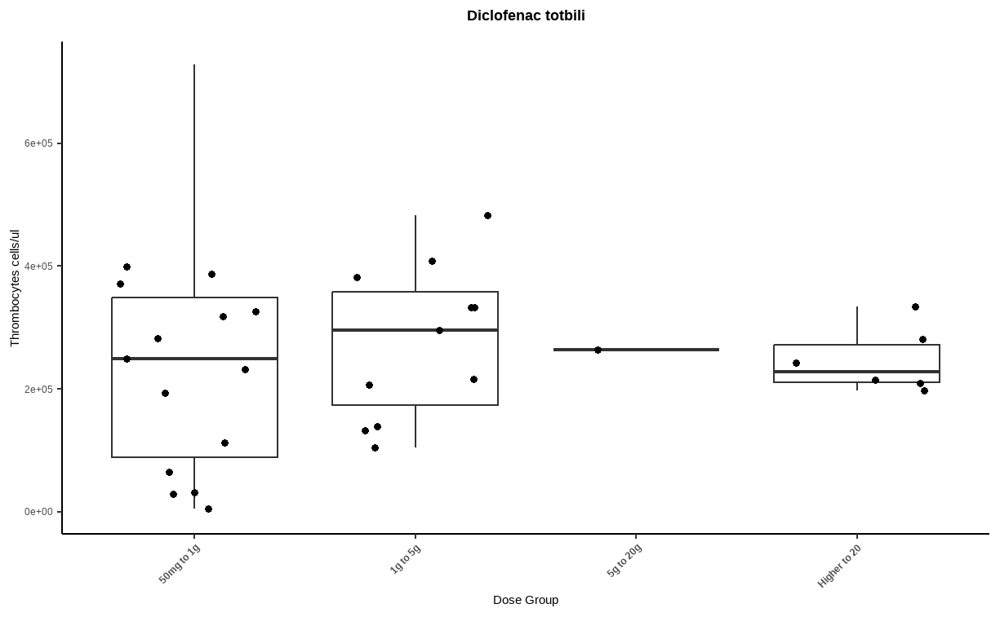 Diclofenac totbili
Thrombocytes cells/ul
6e+05
4e+05
2e+05
0e+00
50mg to 1g
1g to 5g
5g to 20g
Higher to 20
Dose Group